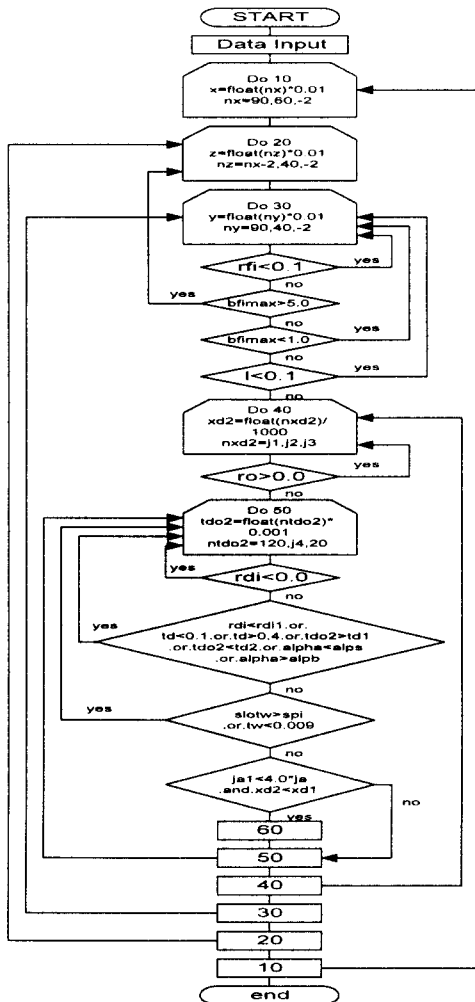 START
Data Input
Do 10
x=float(nx)*0.01
nx=90,60,-2
Do 20
z=float(nz)*0.01
nz=nx-2,40,-2
Do 30
y=float(ny)*0.01
ny=90,40,-2
rfi<0.1
yes
no
yes
bfimax>5.0
no
bfimax<1.0
yes
no
l<0.1
yes
no
Do 40
xd2=float(nxd2)/
1000
nxd2=j1,j2,j3
ro>0.0
yes
no
Do 50
tdo2=float(ntdo2)*
0.001
ntdo2=120,j4,20
yes
rdi<0.0
no
yes
rdi<rdi1.or.
td<0.1.or.td>0.4.or.tdo2>td1
.or.tdo2<td2.or.alpha<alps
.or.alpha>alpb
no
yes
slotw>spi
.or.tw<0.009
no
ja1<4.0*ja
.and.xd2<xd1
no
yes
60
50
40
30
20
10
end